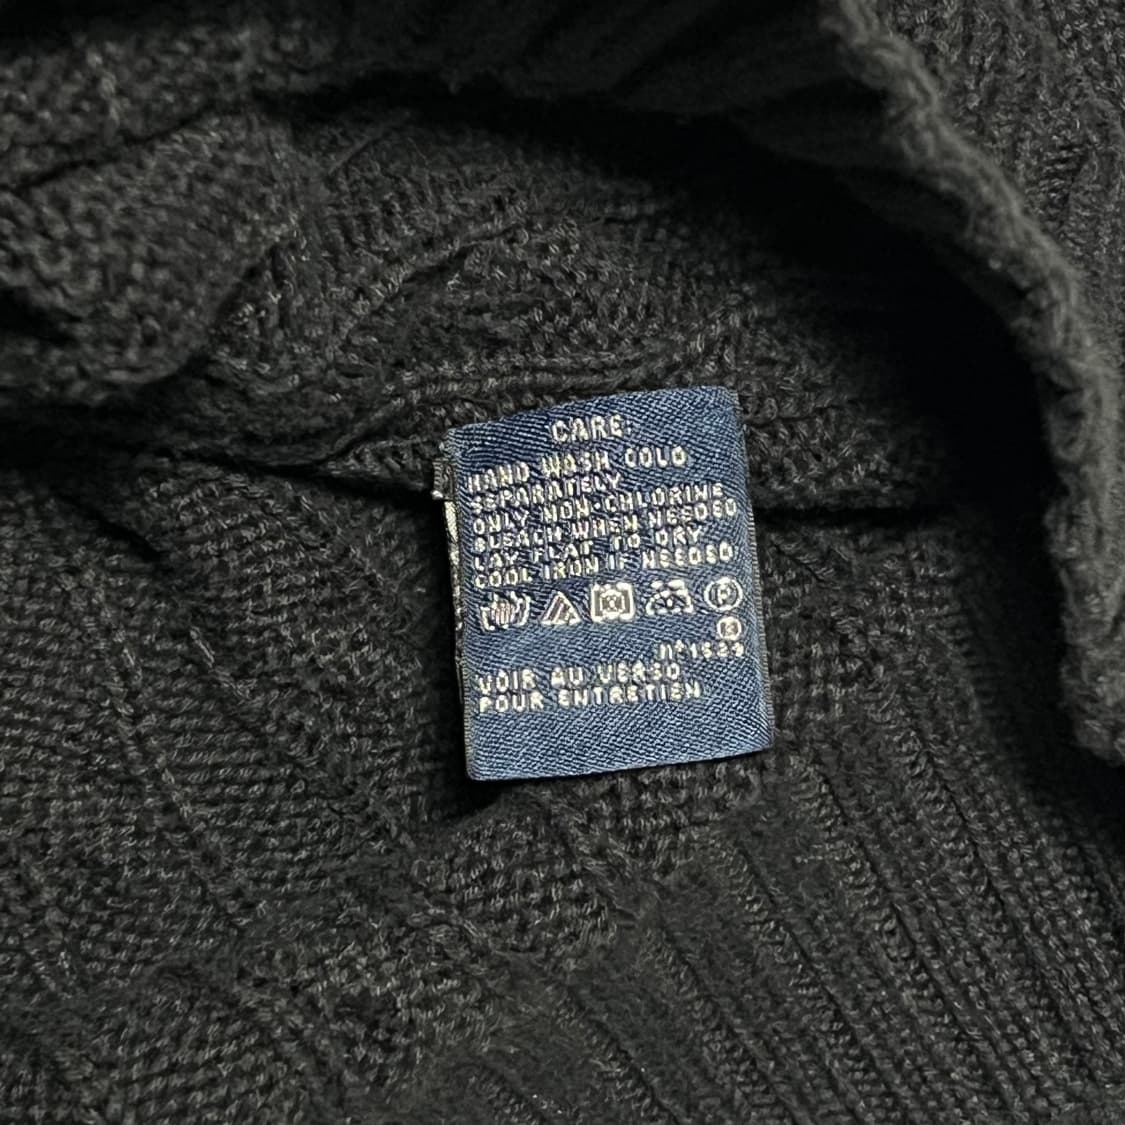 CARE:
HAND WASH COLD
SEPARATELY
ONLY NON-CHLORINE
BLEACH WHEN NEEDED
LAY FLAT TO DRY
COOL IRON IF NEEDED
P
n°1529
VOIR AU VERSO
POUR ENTRETIEN